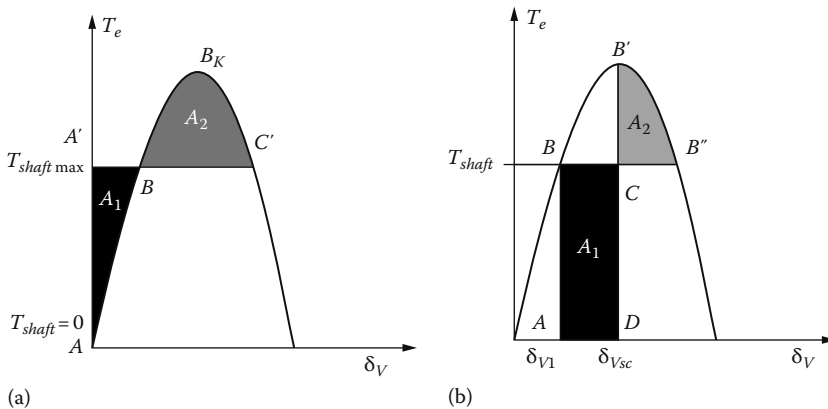 T_e
B_K
A'
A_2
C'
T_shaft max
A_1
B
T_shaft = 0
A
δ_V
(a)
T_e
B'
A_2
B
B"
T_shaft
C
A_1
A
D
δ_V1
δ_Vsc
δ_V
(b)